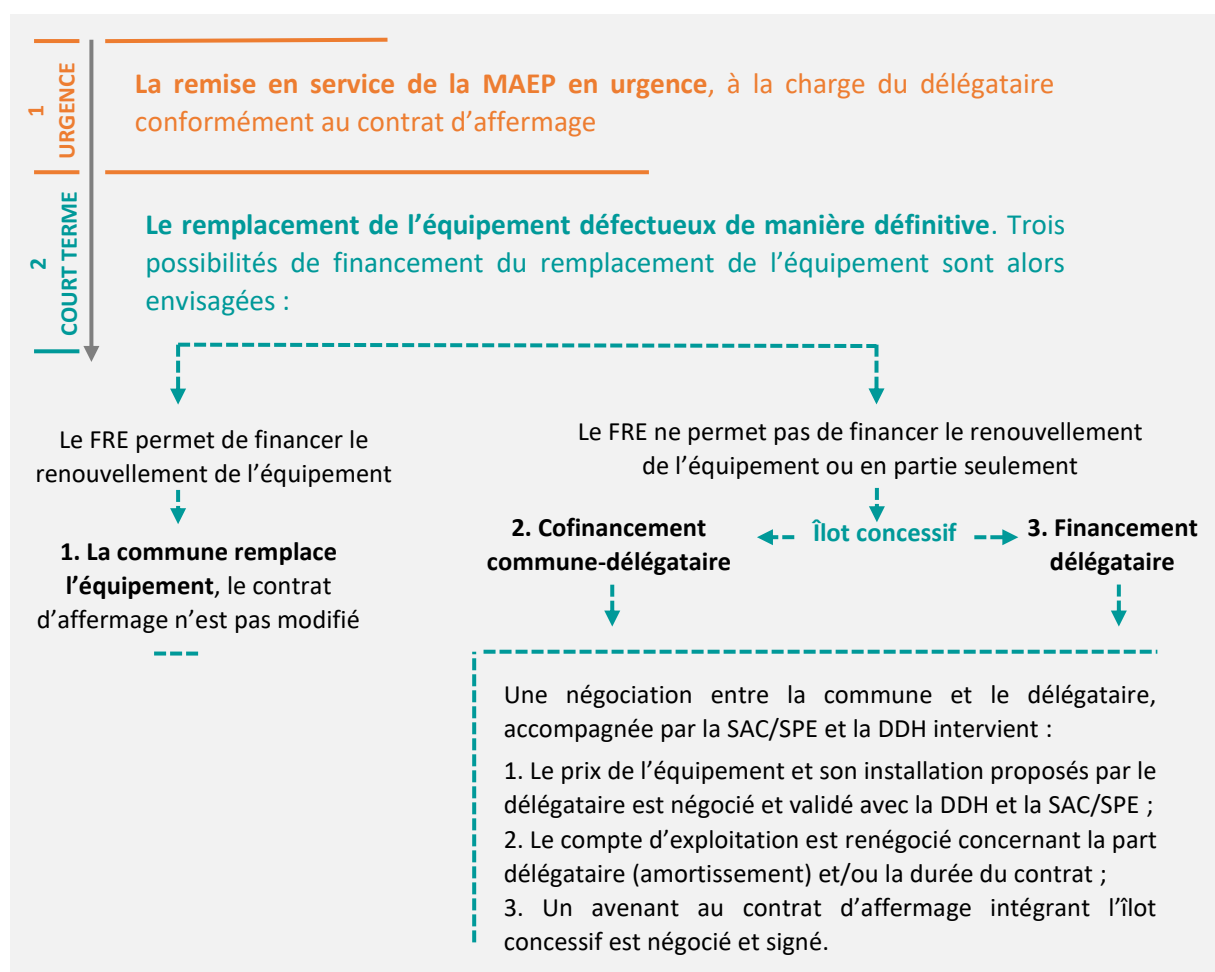 1
URGENCE
La remise en service de la MAEP en urgence, à la charge du délégataire
conformément au contrat d’affermage
2
COURT TERME
Le remplacement de l’équipement défectueux de manière définitive. Trois
possibilités de financement du remplacement de l’équipement sont alors
envisagées :
Le FRE permet de financer le
renouvellement de l’équipement
Le FRE ne permet pas de financer le renouvellement
de l’équipement ou en partie seulement
1. La commune remplace
l’équipement, le contrat
d’affermage n’est pas modifié
2. Cofinancement
commune-délégataire
Îlot concessif
3. Financement
délégataire
Une négociation entre la commune et le délégataire,
accompagnée par la SAC/SPE et la DDH intervient :
1. Le prix de l’équipement et son installation proposés par le
délégataire est négocié et validé avec la DDH et la SAC/SPE ;
2. Le compte d’exploitation est renégocié concernant la part
délégataire (amortissement) et/ou la durée du contrat ;
3. Un avenant au contrat d’affermage intégrant l’îlot
concessif est négocié et signé.